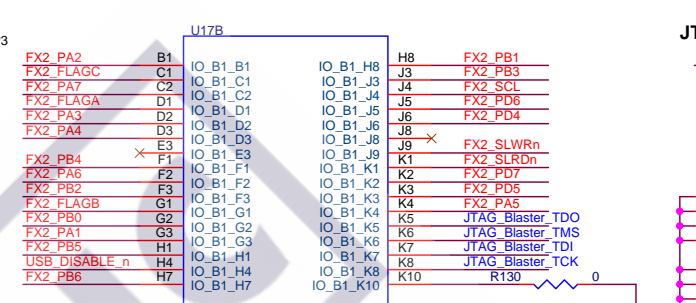 U17B
P3
JT
FX2_PA2 B1 IO_B1_B1 IO_B1_H8 H8 FX2_PB1
FX2_FLAGC C1 IO_B1_C1 IO_B1_J3 J3 FX2_PB3
FX2_PA7 C2 IO_B1_C2 IO_B1_J4 J4 FX2_SCL
FX2_FLAGA D1 IO_B1_D1 IO_B1_J5 J5 FX2_PD6
FX2_PA3 D2 IO_B1_D2 IO_B1_J6 J6 FX2_PD4
FX2_PA4 D3 IO_B1_D3 IO_B1_J8 J8
E3 IO_B1_E3 IO_B1_J9 J9 FX2_SLWRn
FX2_PB4 F1 IO_B1_F1 IO_B1_K1 K1 FX2_SLRDn
FX2_PA6 F2 IO_B1_F2 IO_B1_K2 K2 FX2_PD7
FX2_PB2 F3 IO_B1_F3 IO_B1_K3 K3 FX2_PD5
FX2_FLAGB G1 IO_B1_G1 IO_B1_K4 K4 FX2_PA5
FX2_PB0 G2 IO_B1_G2 IO_B1_K5 K5 JTAG_Blaster_TDO
FX2_PA1 G3 IO_B1_G3 IO_B1_K6 K6 JTAG_Blaster_TMS
FX2_PB5 H1 IO_B1_H1 IO_B1_K7 K7 JTAG_Blaster_TDI
USB_DISABLE_n H4 IO_B1_H4 IO_B1_K8 K8 JTAG_Blaster_TCK
FX2_PB6 H7 IO_B1_H7 IO_B1_K10 K10 R130 0